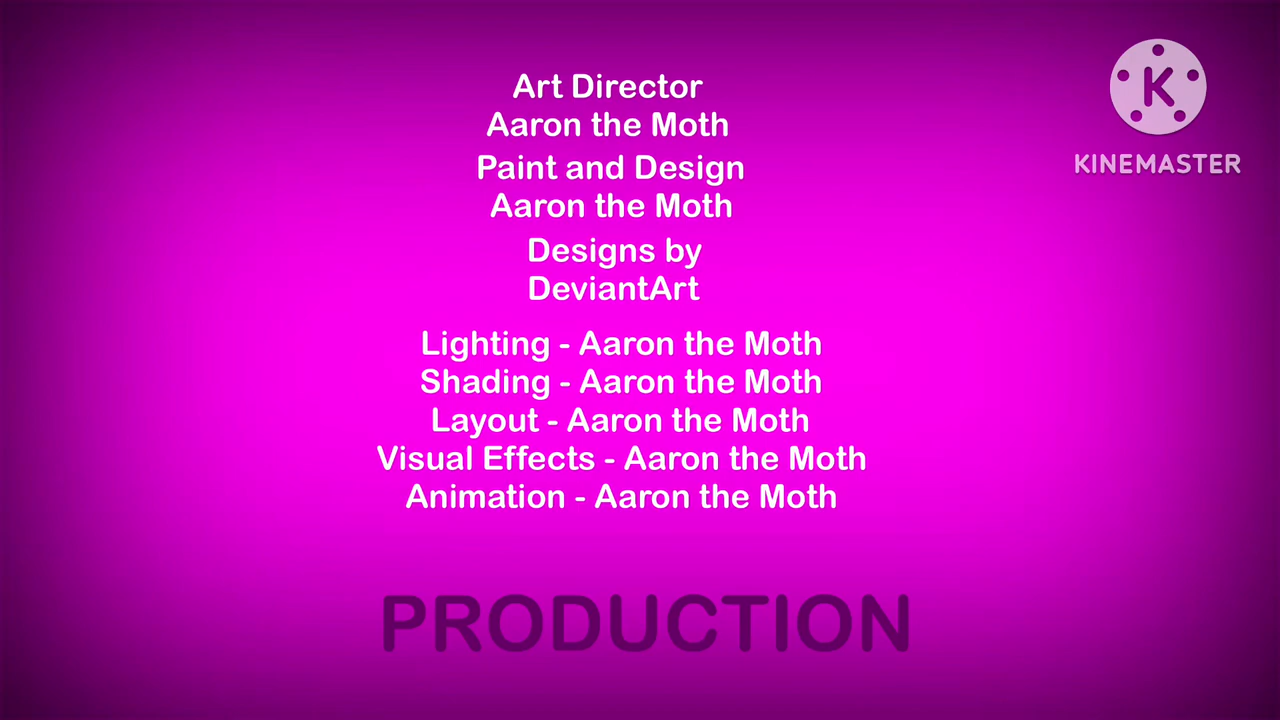 Art Director
Aaron the Moth
Paint and Design
Aaron the Moth
Designs by
DeviantArt
Lighting - Aaron the Moth
Shading - Aaron the Moth
Layout - Aaron the Moth
Visual Effects - Aaron the Moth
Animation - Aaron the Moth
PRODUCTION
K
KINEMASTER